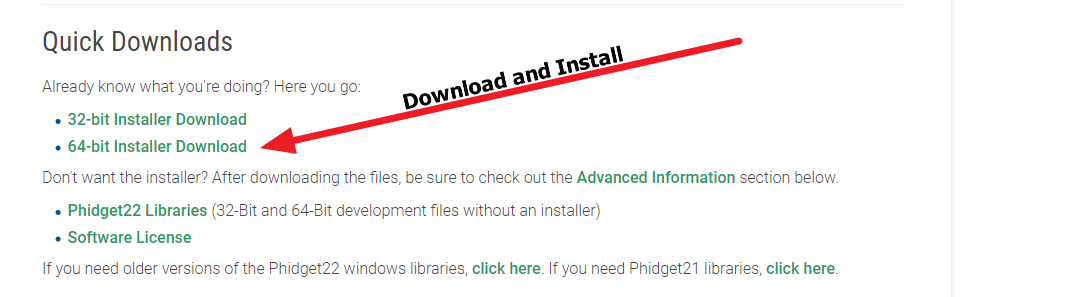 Quick Downloads
Download and Install
Already know what you're doing? Here you go:
32-bit Installer Download
64-bit Installer Download
Don't want the installer? After downloading the files, be sure to check out the Advanced Information section below.
Phidget22 Libraries (32-Bit and 64-Bit development files without an installer)
Software License
If you need older versions of the Phidget22 windows libraries, click here. If you need Phidget21 libraries, click here.